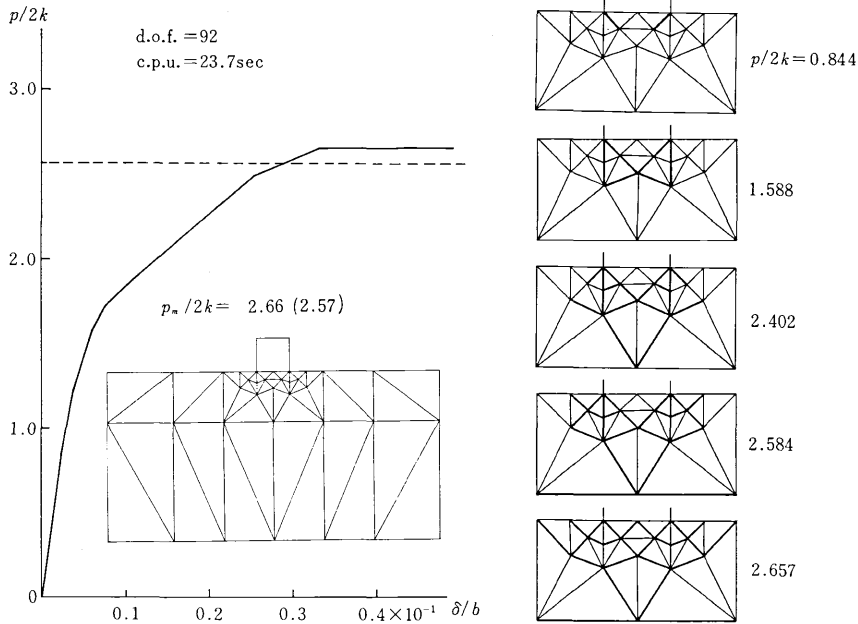 p/2k
d.o.f. =92
c.p.u. =23.7sec
3.0
2.0
1.0
0
pₘ/2k= 2.66 (2.57)
0.1
0.2
0.3
0.4×10⁻¹ δ/b
p/2k=0.844
1.588
2.402
2.584
2.657